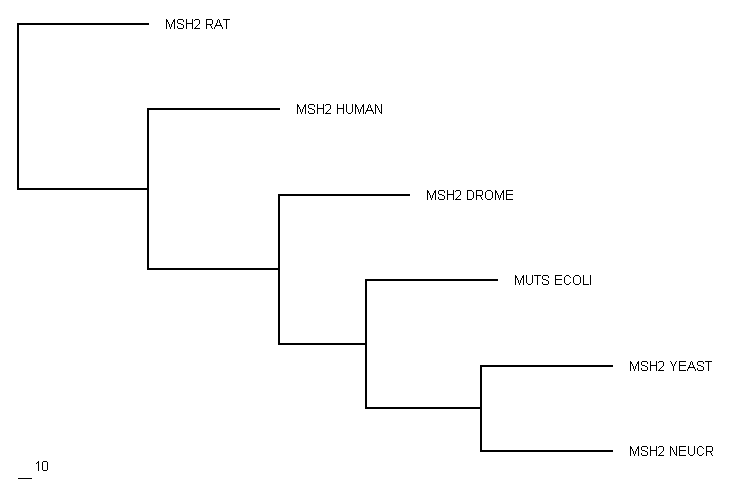 MSH2 RAT
MSH2 HUMAN
MSH2 DROME
MUTS ECOLI
MSH2 YEAST
MSH2 NEUCR
10